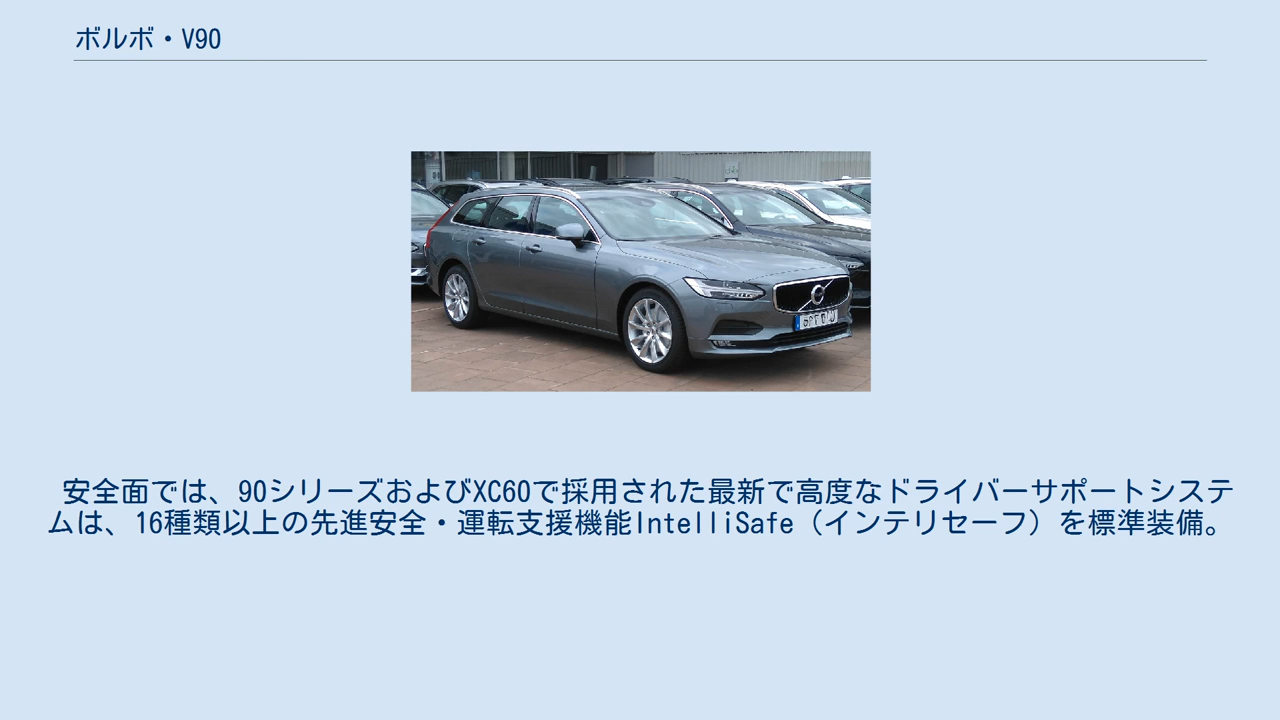 ボルボ・V90
安全面では、90シリーズおよびXC60で採用された最新で高度なドライバーサポートシステ
ムは、16種類以上の先進安全・運転支援機能IntelliSafe（インテリセーフ）を標準装備。